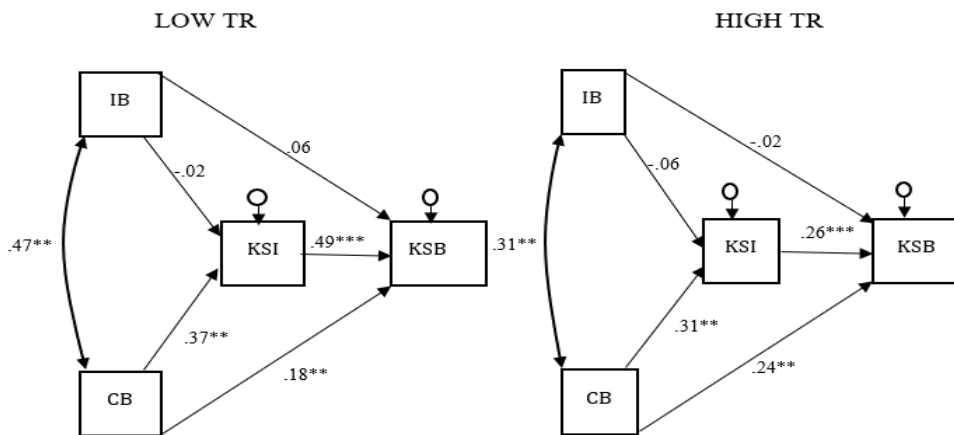 LOW TR
IB
.06
-.02
KSI
.49***
KSB
.47**
.37**
.18**
CB
HIGH TR
IB
-.02
-.06
KSI
.26***
KSB
.31**
.31**
.24**
CB